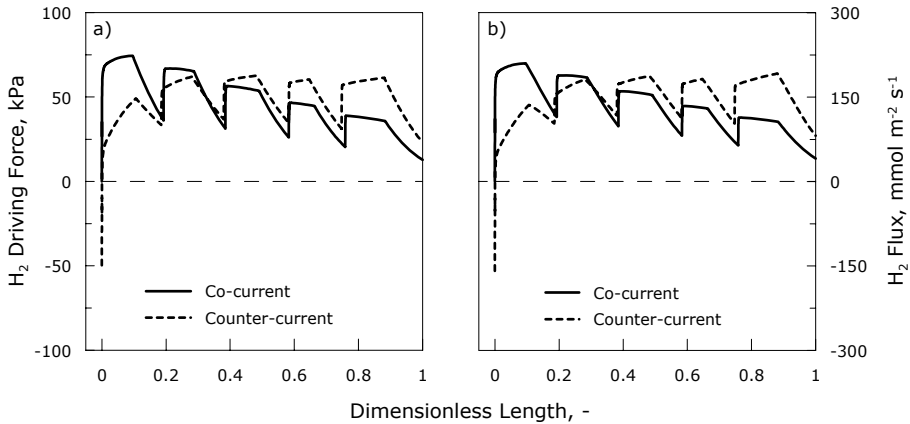 a)
b)
100
50
0
-50
-100
H2 Driving Force, kPa
300
150
0
-150
-300
H2 Flux, mmol m-2 s-1
Co-current
Counter-current
Co-current
Counter-current
0 0.2 0.4 0.6 0.8 1
0 0.2 0.4 0.6 0.8 1
Dimensionless Length, -